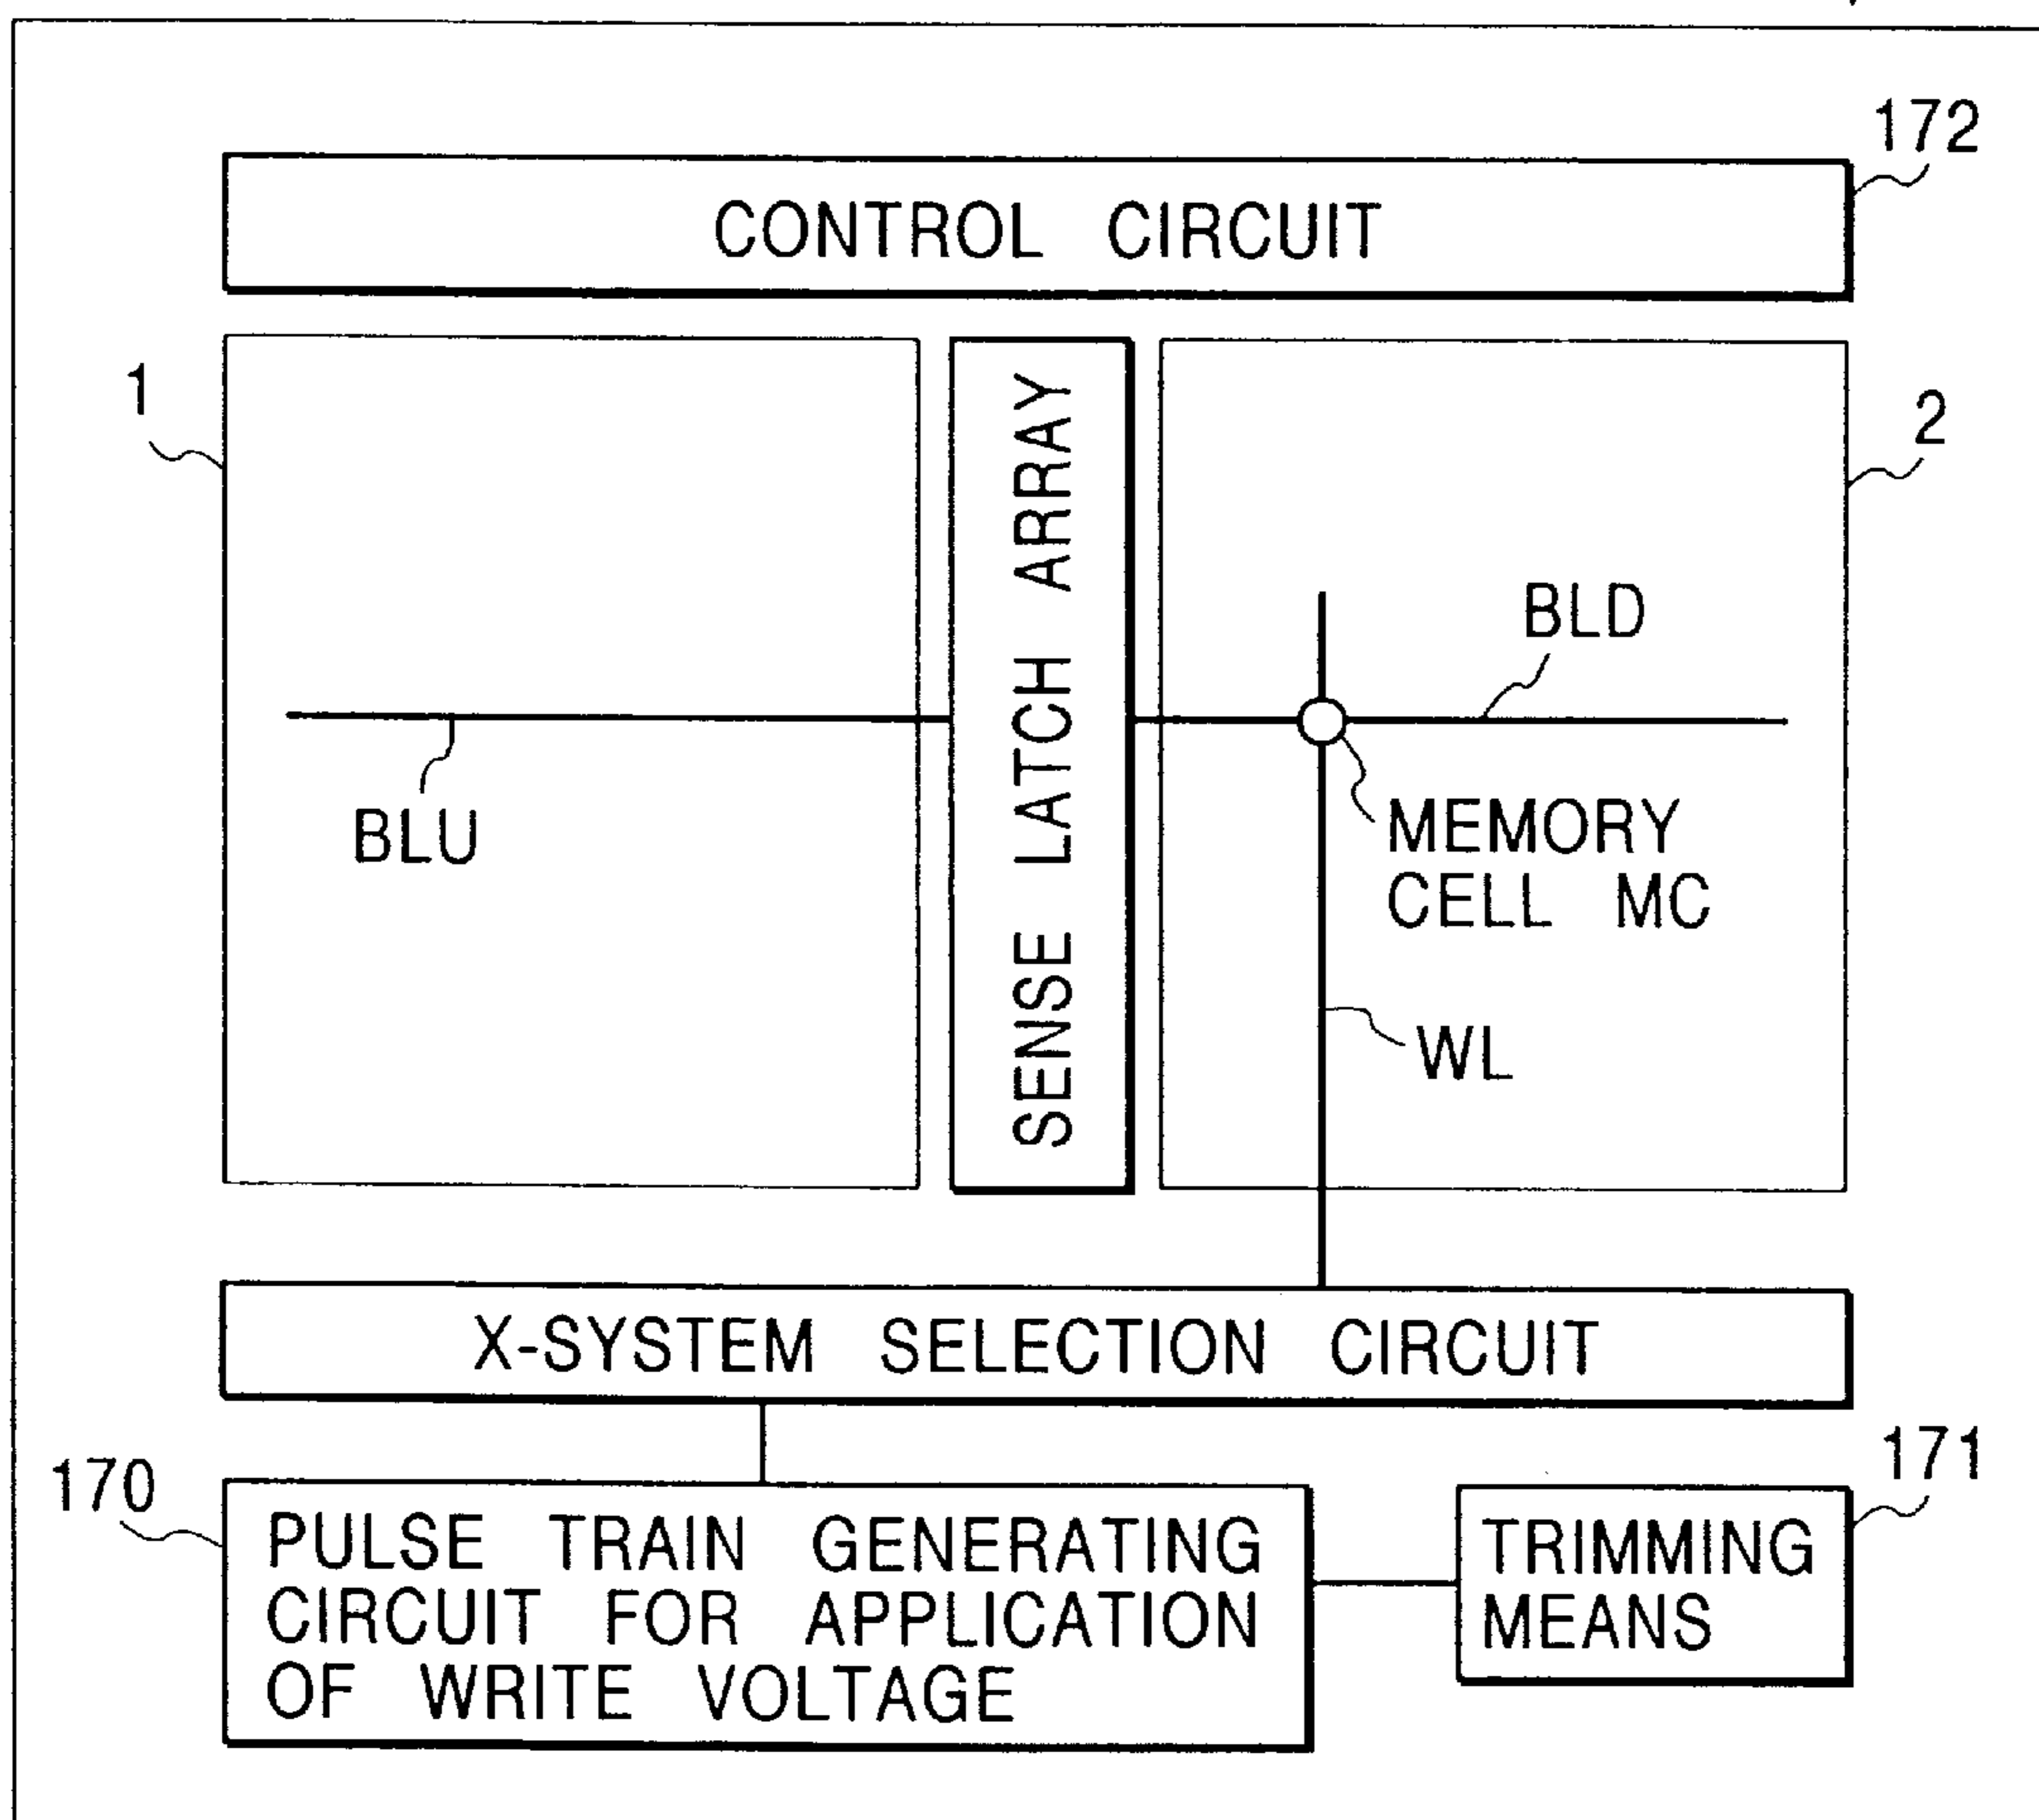 172
CONTROL CIRCUIT
1
2
SENSE LATCH ARRAY
BLD
BLU
MEMORY
CELL MC
WL
X-SYSTEM SELECTION CIRCUIT
170
171
PULSE TRAIN GENERATING
CIRCUIT FOR APPLICATION
OF WRITE VOLTAGE
TRIMMING
MEANS